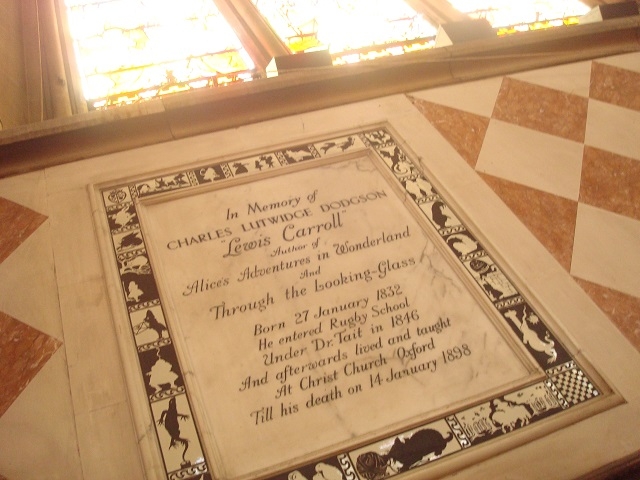 In Memory of
CHARLES LUTWIDGE DODGSON
"Lewis Carroll"
Author of
Alice's Adventures in Wonderland
And
Through the Looking-Glass
Born 27 January 1832
He entered Rugby School
Under Dr. Tait in 1846
And afterwards lived and taught
At Christ Church Oxford
Till his death on 14 January 1898